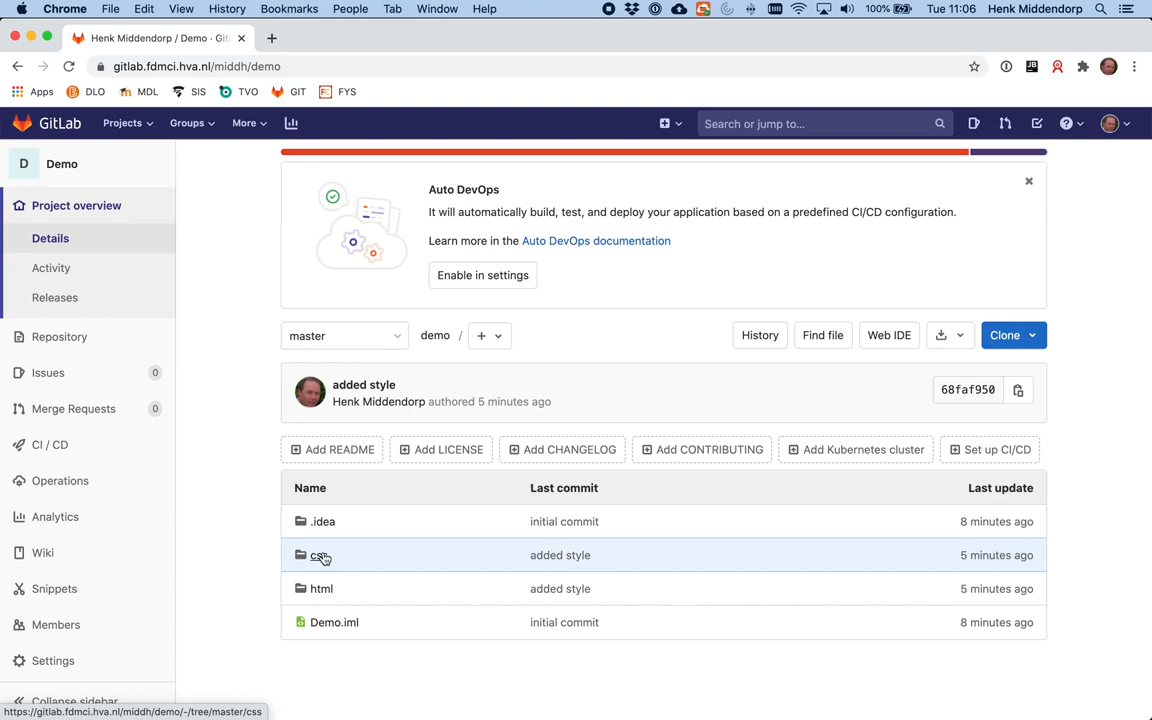 Chrome File Edit View History Bookmarks People Tab Window Help 100% Tue 11:06 Henk Middendorp
Henk Middendorp / Demo · Git
gitlab.fdmci.hva.nl/middh/demo
Apps DLO MDL SIS TVO GIT FYS
GitLab Projects Groups More Search or jump to...
D Demo
Project overview
Details
Activity
Releases
Repository
Issues 0
Merge Requests 0
CI / CD
Operations
Analytics
Wiki
Snippets
Members
Settings
Collapse sidebar
Auto DevOps
It will automatically build, test, and deploy your application based on a predefined CI/CD configuration.
Learn more in the Auto DevOps documentation
Enable in settings
master demo / + History Find file Web IDE Clone
added style
Henk Middendorp authored 5 minutes ago
68faf950
Add README Add LICENSE Add CHANGELOG Add CONTRIBUTING Add Kubernetes cluster Set up CI/CD
Name Last commit Last update
.idea initial commit 8 minutes ago
css added style 5 minutes ago
html added style 5 minutes ago
Demo.iml initial commit 8 minutes ago
https://gitlab.fdmci.hva.nl/middh/demo/-/tree/master/css